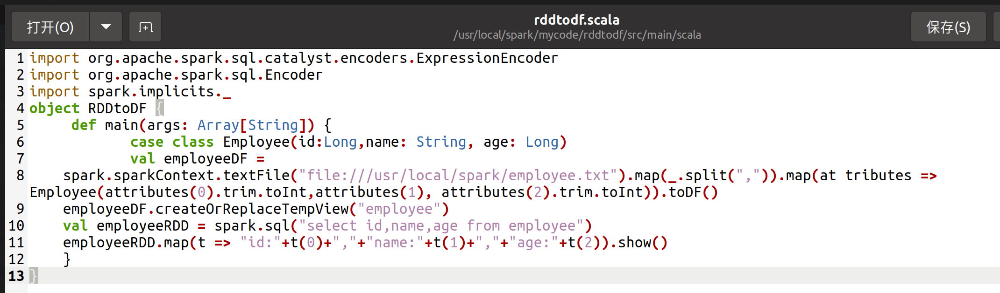 打开(O)
rddtodf.scala
/usr/local/spark/mycode/rddtodf/src/main/scala
保存(S)
1 import org.apache.spark.sql.catalyst.encoders.ExpressionEncoder
2 import org.apache.spark.sql.Encoder
3 import spark.implicits._
4 object RDDtoDF {
5 def main(args: Array[String]) {
6 case class Employee(id:Long,name: String, age: Long)
7 val employeeDF =
8 spark.sparkContext.textFile("file:///usr/local/spark/employee.txt").map(_.split(",")).map(at tributes =>
Employee(attributes(0).trim.toInt,attributes(1), attributes(2).trim.toInt)).toDF()
9 employeeDF.createOrReplaceTempView("employee")
10 val employeeRDD = spark.sql("select id,name,age from employee")
11 employeeRDD.map(t => "id:"+t(0)+","+"name:"+t(1)+","+"age:"+t(2)).show()
12 }
13 }